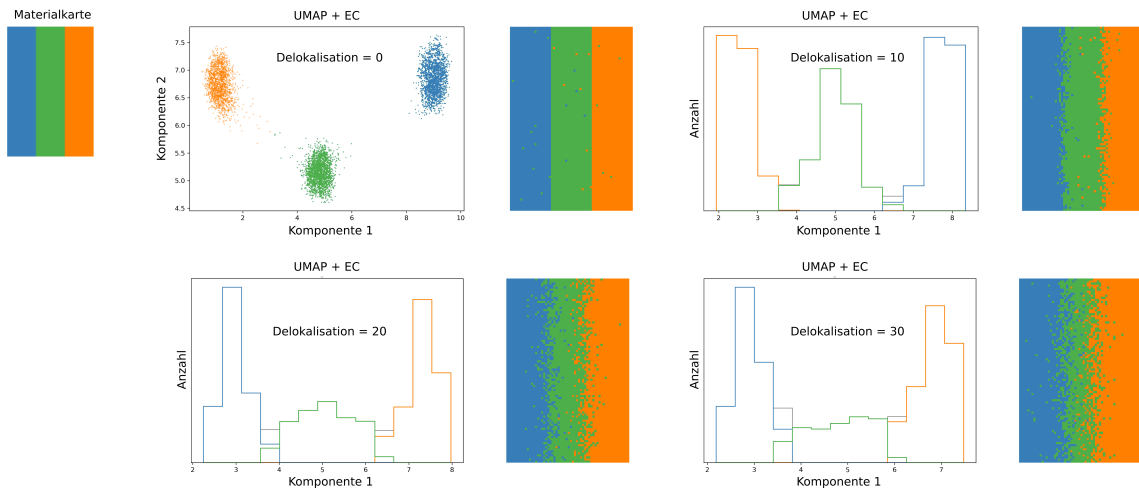 Materialkarte
UMAP + EC
Delokalisation = 0
Komponente 2
7.5
7.0
6.5
6.0
5.5
5.0
4.5
2 4 6 8 10
Komponente 1
UMAP + EC
Delokalisation = 10
Anzahl
2 3 4 5 6 7 8
Komponente 1
UMAP + EC
Delokalisation = 20
Anzahl
2 3 4 5 6 7 8
Komponente 1
UMAP + EC
Delokalisation = 30
Anzahl
2 3 4 5 6 7
Komponente 1